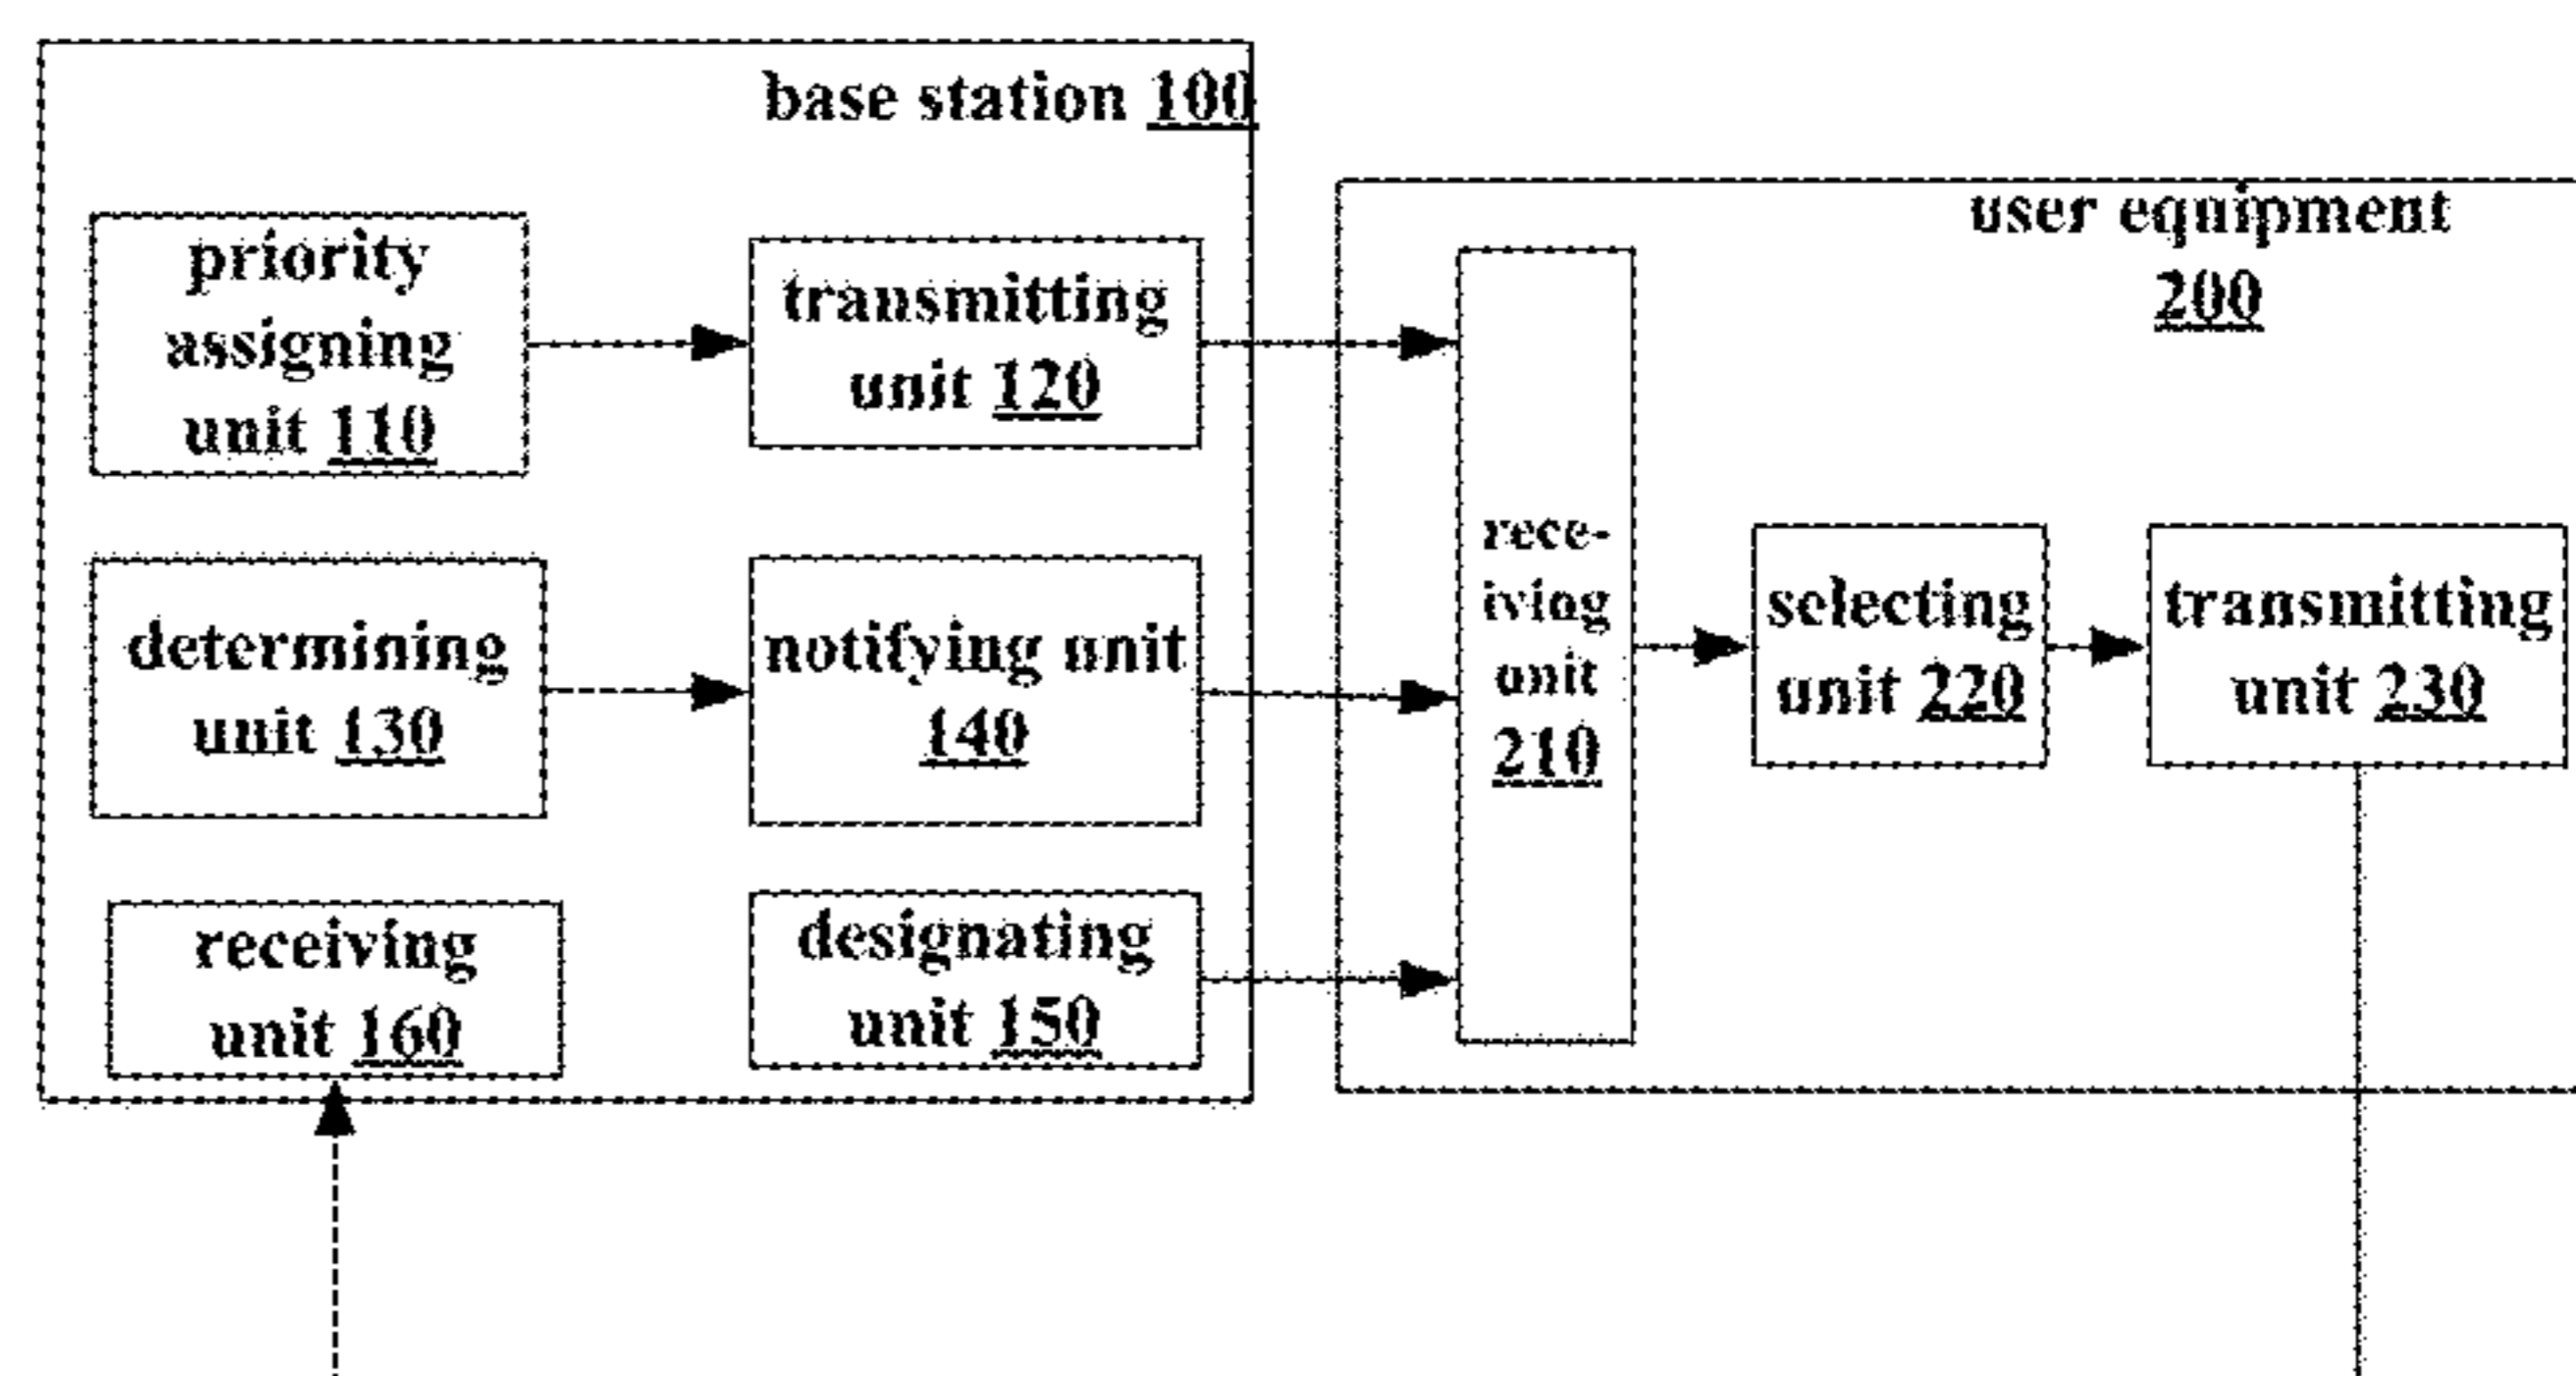 base station 100
priority
assigning
unit 110
transmitting
unit 120
determining
unit 130
notifying unit
140
receiving
unit 160
designating
unit 150
user equipment
200
rece-
iving
unit
210
selecting
unit 220
transmitting
unit 230